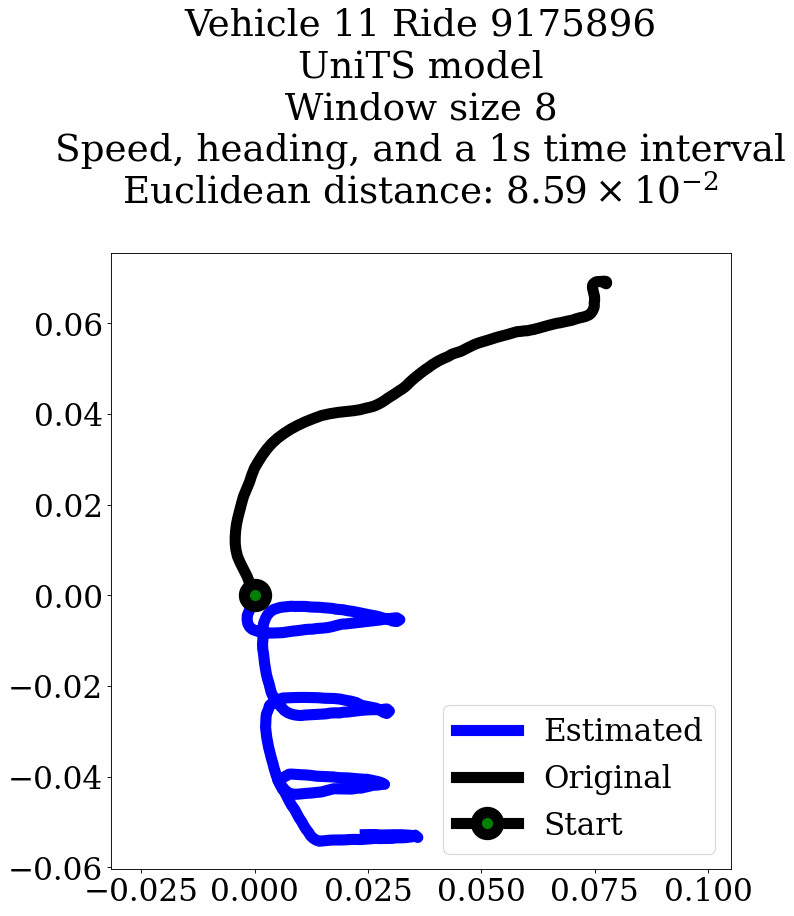 Vehicle 11 Ride 9175896
UniTS model
Window size 8
Speed, heading, and a 1s time interval
Euclidean distance: 8.59 × 10⁻²
0.06
0.04
0.02
0.00
−0.02
−0.04
−0.06
Estimated
Original
Start
−0.025 0.000 0.025 0.050 0.075 0.100